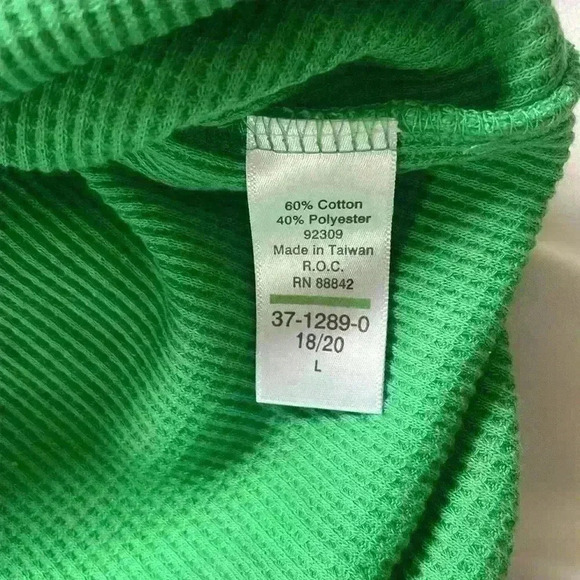 60% Cotton
40% Polyester
92309
Made in Taiwan
R.O.C.
RN 88842
37-1289-0
18/20
L